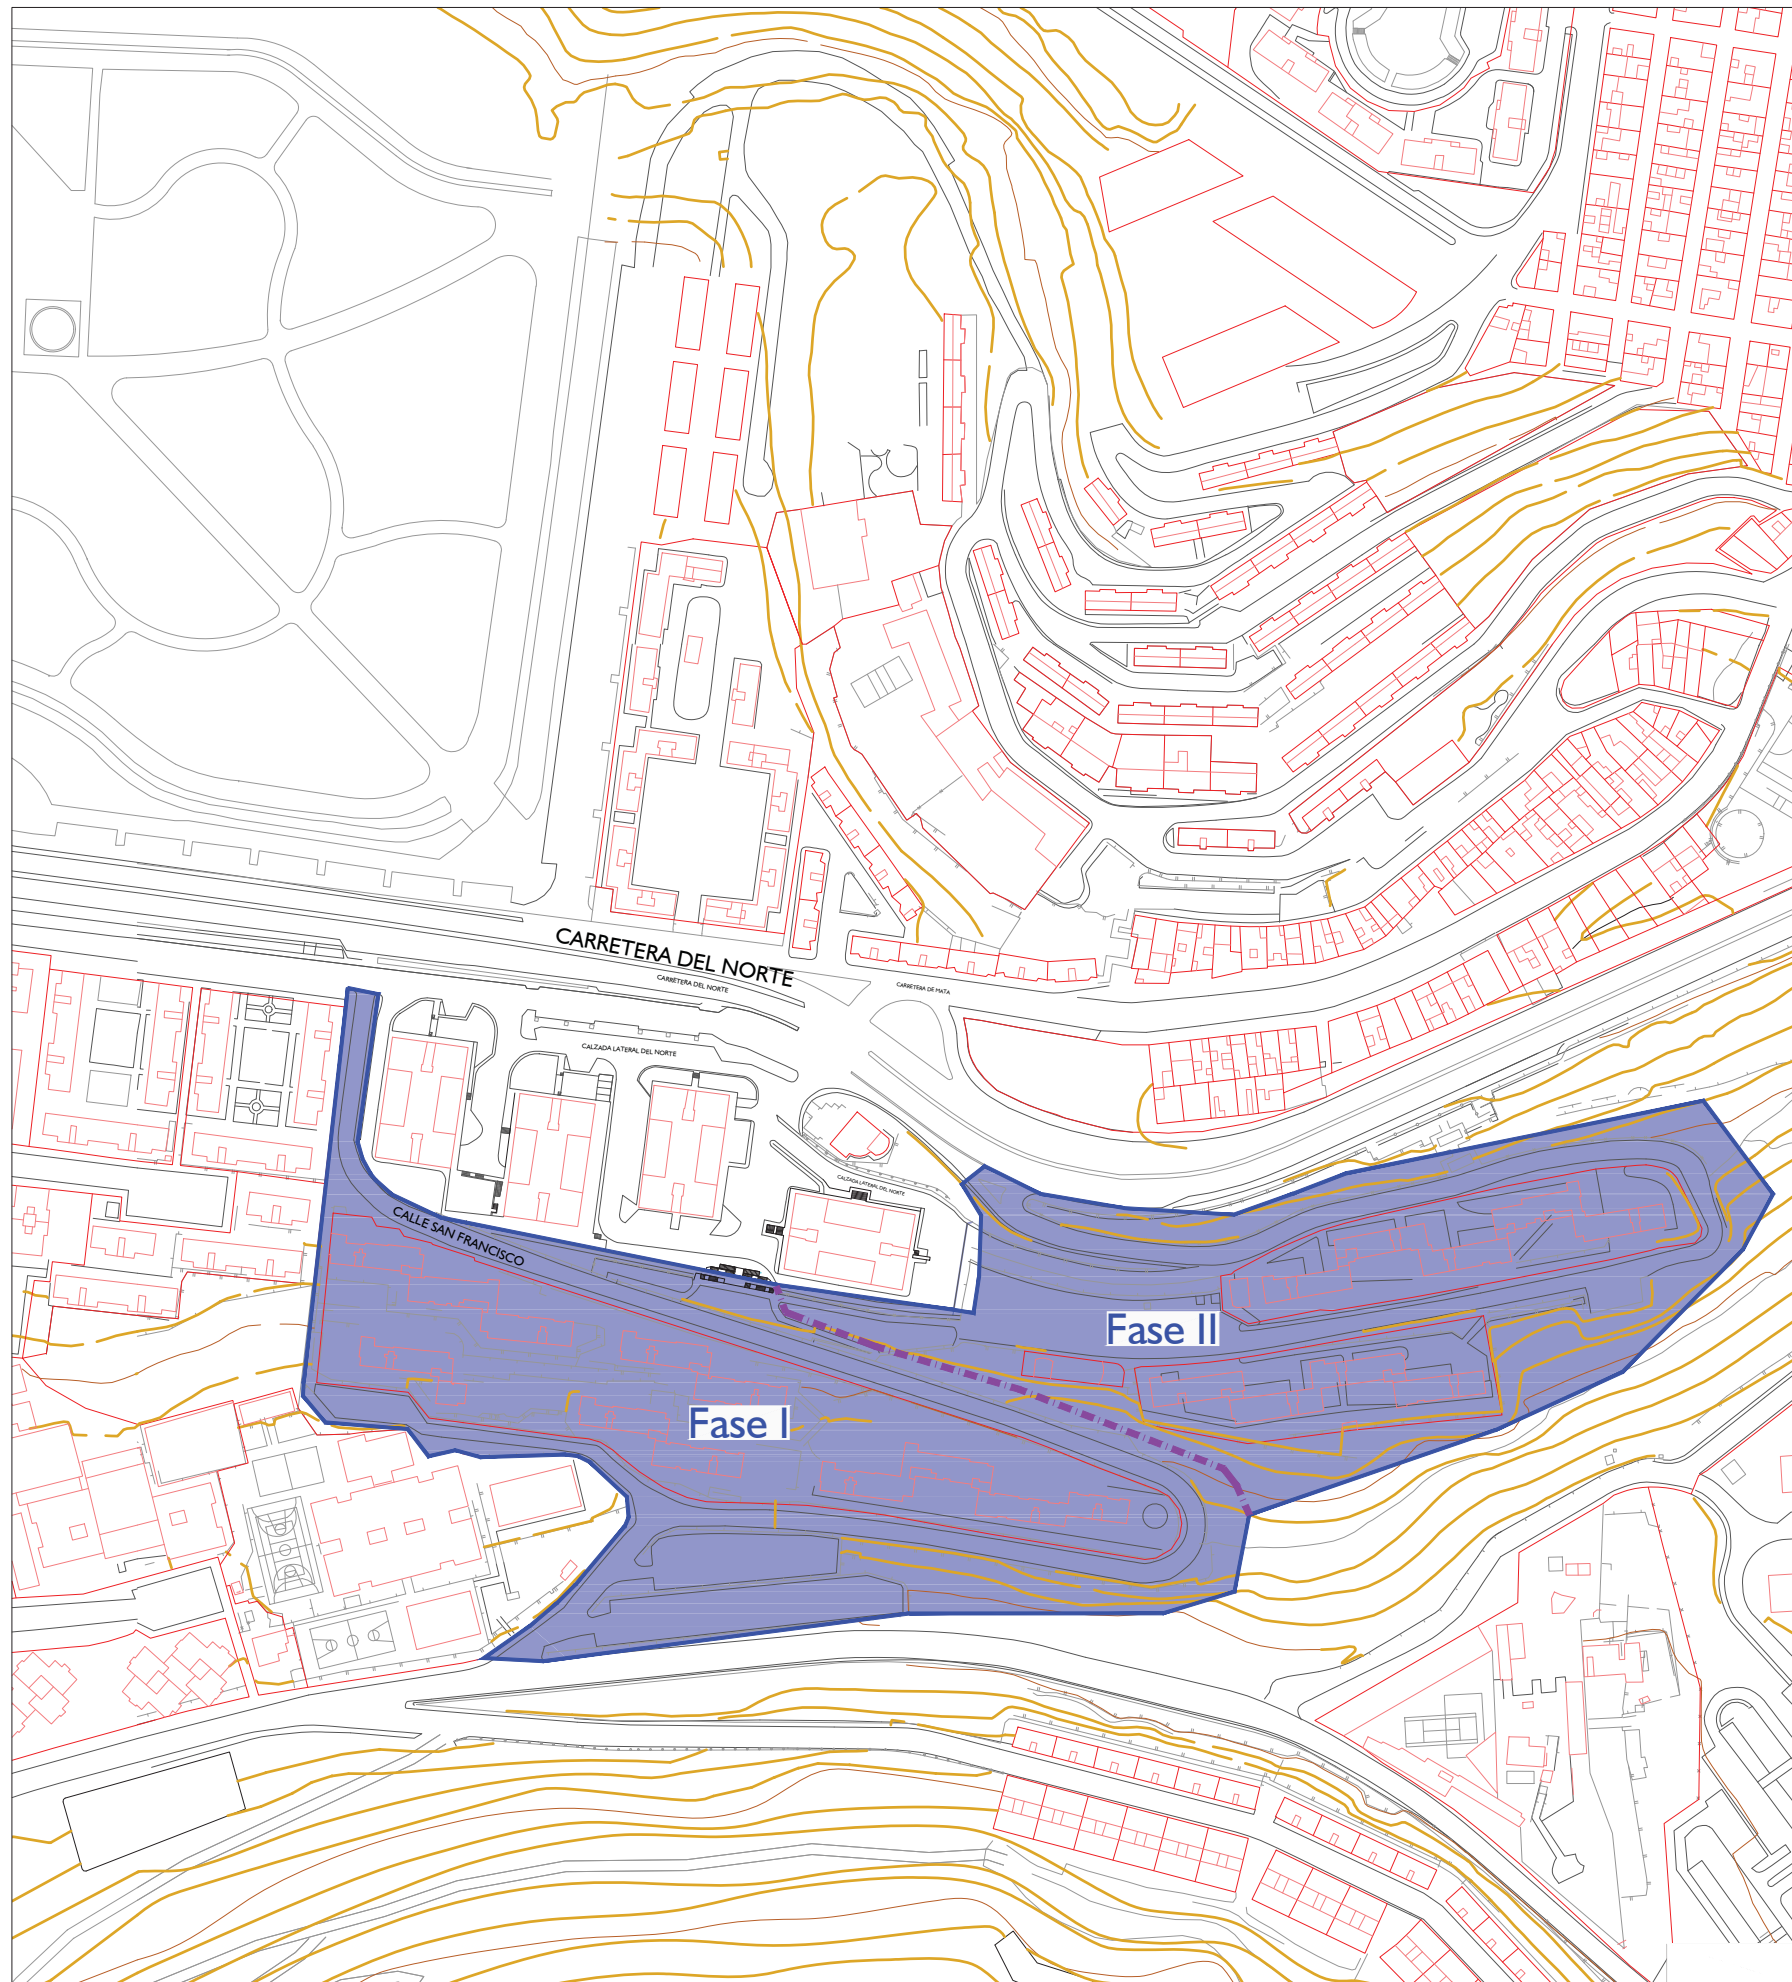 CARRETERA DEL NORTE
CARRETERA DEL NORTE
CARRETERA DE MATA
CALZADA LATERAL DEL NORTE
CALZADA LATERAL DEL NORTE
CALLE SAN FRANCISCO
Fase II
Fase I